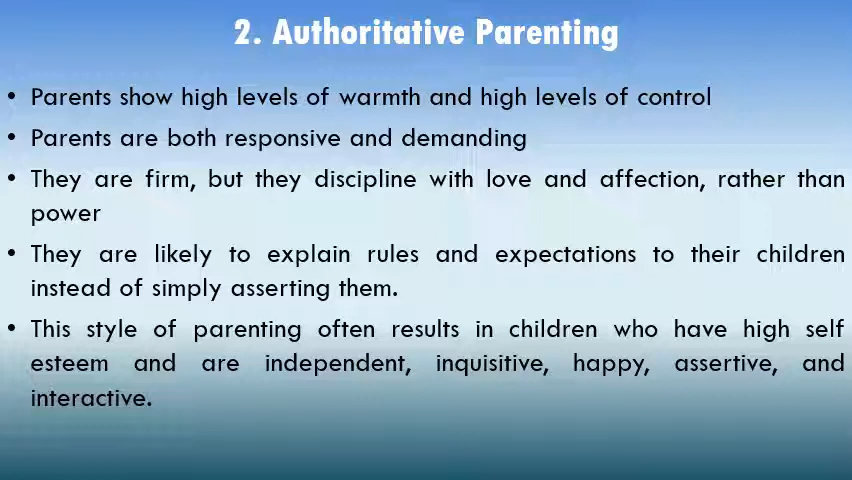 2. Authoritative Parenting
• Parents show high levels of warmth and high levels of control
• Parents are both responsive and demanding
• They are firm, but they discipline with love and affection, rather than
power
• They are likely to explain rules and expectations to their children
instead of simply asserting them.
• This style of parenting often results in children who have high self
esteem and are independent, inquisitive, happy, assertive, and
interactive.